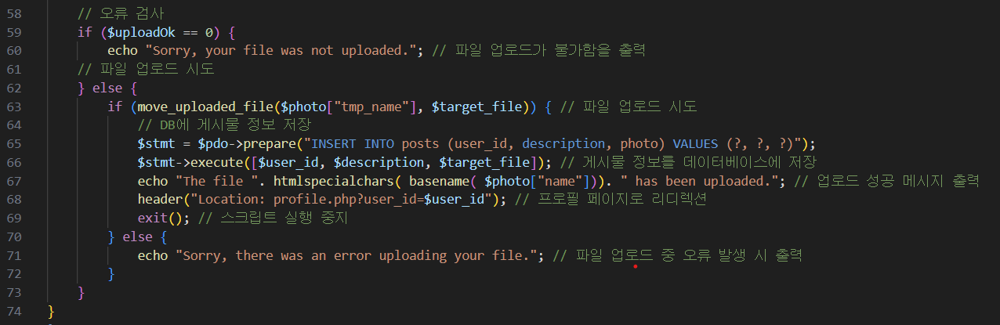 58 // 오류 검사
59 if ($uploadOk == 0) {
60 echo "Sorry, your file was not uploaded."; // 파일 업로드가 불가함을 출력
61 // 파일 업로드 시도
62 } else {
63 if (move_uploaded_file($photo["tmp_name"], $target_file)) { // 파일 업로드 시도
64 // DB에 게시물 정보 저장
65 $stmt = $pdo->prepare("INSERT INTO posts (user_id, description, photo) VALUES (?, ?, ?)");
66 $stmt->execute([$user_id, $description, $target_file]); // 게시물 정보를 데이터베이스에 저장
67 echo "The file ". htmlspecialchars( basename( $photo["name"])). " has been uploaded."; // 업로드 성공 메시지 출력
68 header("Location: profile.php?user_id=$user_id"); // 프로필 페이지로 리디렉션
69 exit(); // 스크립트 실행 중지
70 } else {
71 echo "Sorry, there was an error uploading your file."; // 파일 업로드 중 오류 발생 시 출력
72 }
73 }
74 }